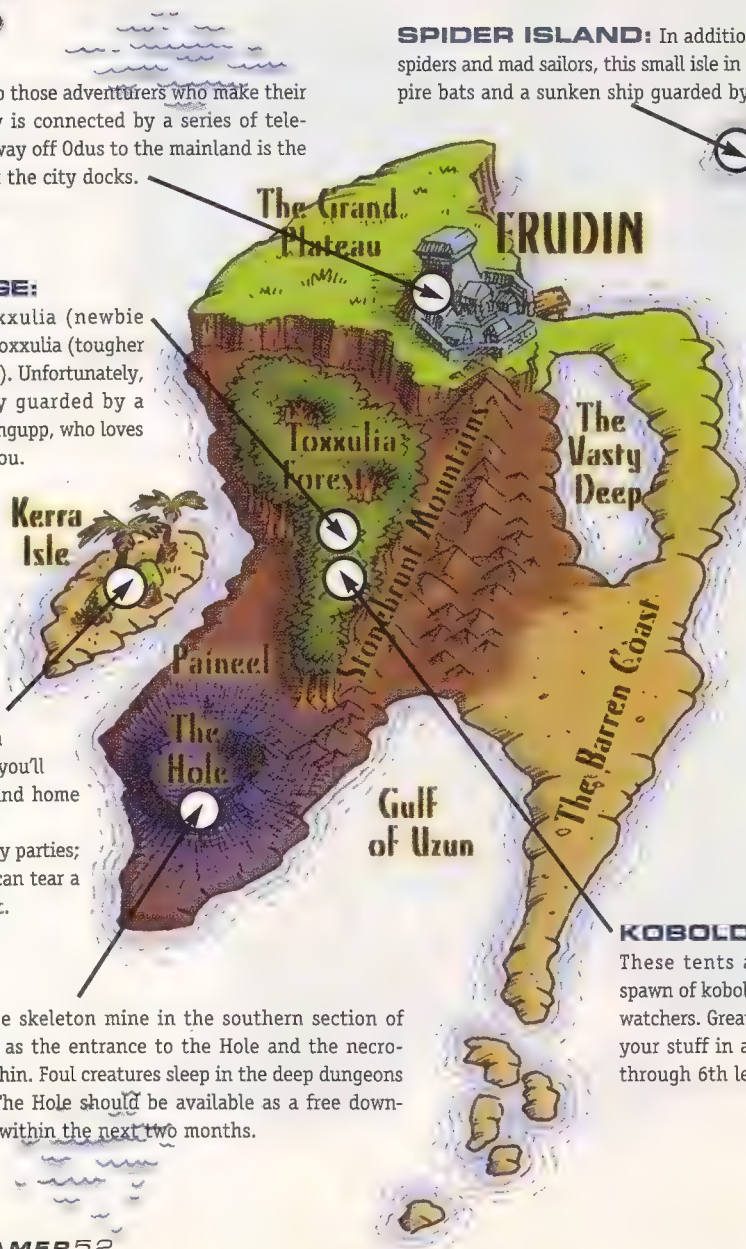 o those adventurers who make their
y is connected by a series of tele-
way off Odus to the mainland is the
t the city docks.
SPIDER ISLAND: In additio
spiders and mad sailors, this small isle in
pire bats and a sunken ship guarded by
The Grand
Plateau
ERUDIN
GE:
xxulia (newbie
oxxulia (tougher
). Unfortunately,
y guarded by a
ngupp, who loves
ou.
Toxxulia
Forest
Stonebrunt Mountains
The
Vasty
Deep
Kerra
Isle
Paineel
The
Hole
The Barren Coast
Gulf
of Uzun
you'll
nd home
y parties;
can tear a
t.
KOBOLD
These tents a
spawn of kobol
watchers. Great
your stuff in a
through 6th le
e skeleton mine in the southern section of
as the entrance to the Hole and the necro-
hin. Foul creatures sleep in the deep dungeons
The Hole should be available as a free down-
within the next two months.
AMER52